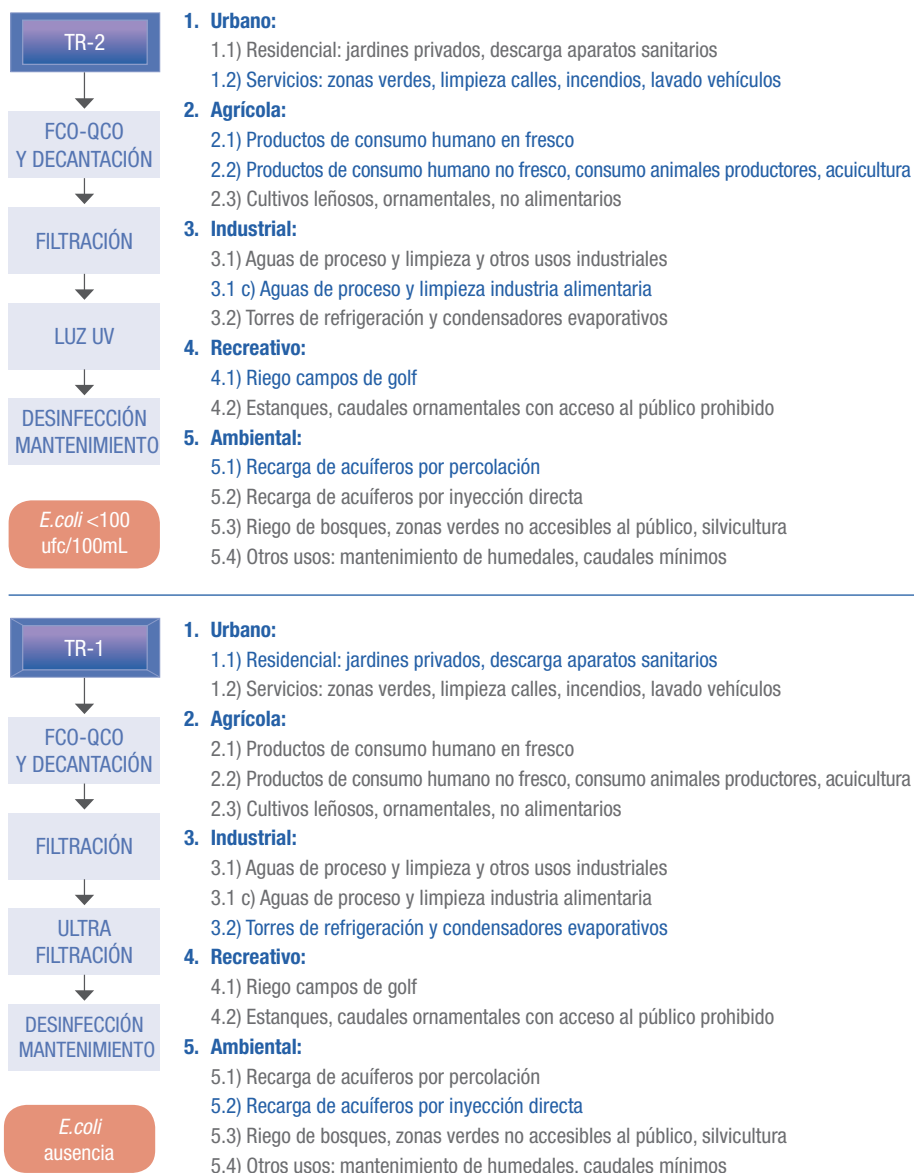 TR-2
FCO-QCO
Y DECANTACIÓN
FILTRACIÓN
LUZ UV
DESINFECCIÓN
MANTENIMIENTO
E.coli <100
ufc/100mL
1. Urbano:
1.1) Residencial: jardines privados, descarga aparatos sanitarios
1.2) Servicios: zonas verdes, limpieza calles, incendios, lavado vehículos
2. Agrícola:
2.1) Productos de consumo humano en fresco
2.2) Productos de consumo humano no fresco, consumo animales productores, acuicultura
2.3) Cultivos leñosos, ornamentales, no alimentarios
3. Industrial:
3.1) Aguas de proceso y limpieza y otros usos industriales
3.1 c) Aguas de proceso y limpieza industria alimentaria
3.2) Torres de refrigeración y condensadores evaporativos
4. Recreativo:
4.1) Riego campos de golf
4.2) Estanques, caudales ornamentales con acceso al público prohibido
5. Ambiental:
5.1) Recarga de acuíferos por percolación
5.2) Recarga de acuíferos por inyección directa
5.3) Riego de bosques, zonas verdes no accesibles al público, silvicultura
5.4) Otros usos: mantenimiento de humedales, caudales mínimos
TR-1
FCO-QCO
Y DECANTACIÓN
FILTRACIÓN
ULTRA
FILTRACIÓN
DESINFECCIÓN
MANTENIMIENTO
E.coli
ausencia
1. Urbano:
1.1) Residencial: jardines privados, descarga aparatos sanitarios
1.2) Servicios: zonas verdes, limpieza calles, incendios, lavado vehículos
2. Agrícola:
2.1) Productos de consumo humano en fresco
2.2) Productos de consumo humano no fresco, consumo animales productores, acuicultura
2.3) Cultivos leñosos, ornamentales, no alimentarios
3. Industrial:
3.1) Aguas de proceso y limpieza y otros usos industriales
3.1 c) Aguas de proceso y limpieza industria alimentaria
3.2) Torres de refrigeración y condensadores evaporativos
4. Recreativo:
4.1) Riego campos de golf
4.2) Estanques, caudales ornamentales con acceso al público prohibido
5. Ambiental:
5.1) Recarga de acuíferos por percolación
5.2) Recarga de acuíferos por inyección directa
5.3) Riego de bosques, zonas verdes no accesibles al público, silvicultura
5.4) Otros usos: mantenimiento de humedales, caudales mínimos